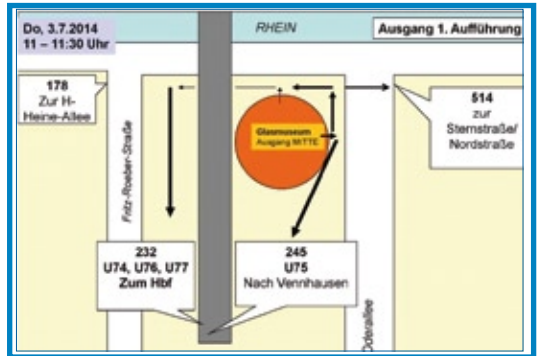 Do, 3.7.2014
11 – 11:30 Uhr
RHEIN
Ausgang 1. Aufführung
178
Zur H-
Heine-Allee
514
zur
Sternstraße/
Nordstraße
Glasmuseum
Ausgang MITTE
Fritz-Roeber-Straße
232
U74, U76, U77
Zum Hbf
245
U75
Nach Vennhausen
Oderallee